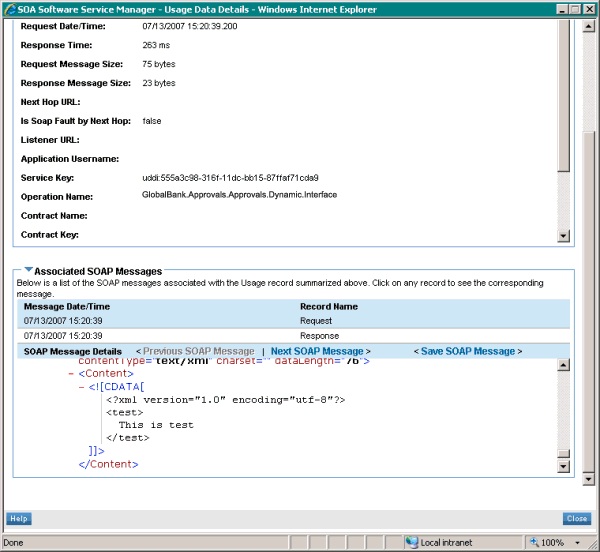 SOA Software Service Manager - Usage Data Details - Windows Internet Explorer
Request Date/Time: 07/13/2007 15:20:39.200
Response Time: 263 ms
Request Message Size: 75 bytes
Response Message Size: 23 bytes
Next Hop URL:
Is Soap Fault by Next Hop: false
Listener URL:
Application Username:
Service Key: uddi:555a3c98-316f-11dc-bb15-87ffaf71cda9
Operation Name: GlobalBank.Approvals.Approvals.Dynamic.Interface
Contract Name:
Contract Key:
Associated SOAP Messages
Below is a list of the SOAP messages associated with the Usage record summarized above. Click on any record to see the corresponding
message.
Message Date/Time Record Name
07/13/2007 15:20:39 Request
07/13/2007 15:20:39 Response
SOAP Message Details < Previous SOAP Message | Next SOAP Message > < Save SOAP Message >
contentType="text/xml" charset="" dataLength="76">
- <Content>
- <![CDATA[
<?xml version="1.0" encoding="utf-8"?>
<test>
This is test
</test>
]]>
</Content>
Help Close
Done Local intranet 100%